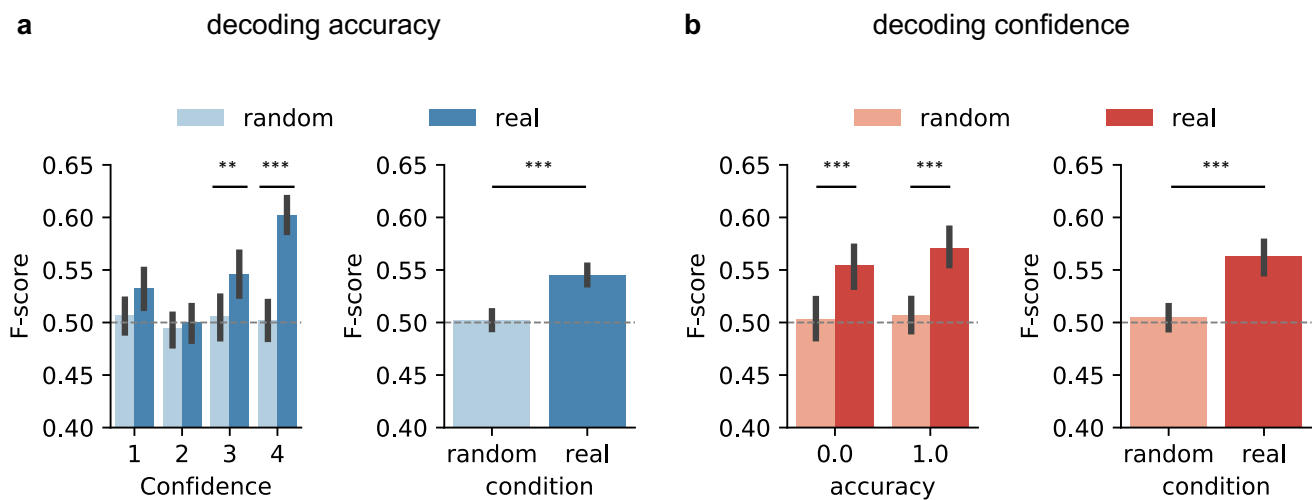 a decoding accuracy
random real
F-score
0.65
0.60
0.55
0.50
0.45
0.40
** ***
1 2 3 4
Confidence
F-score
0.65
0.60
0.55
0.50
0.45
0.40
***
random real
condition
b decoding confidence
random real
F-score
0.65
0.60
0.55
0.50
0.45
0.40
*** ***
0.0 1.0
accuracy
F-score
0.65
0.60
0.55
0.50
0.45
0.40
***
random real
condition